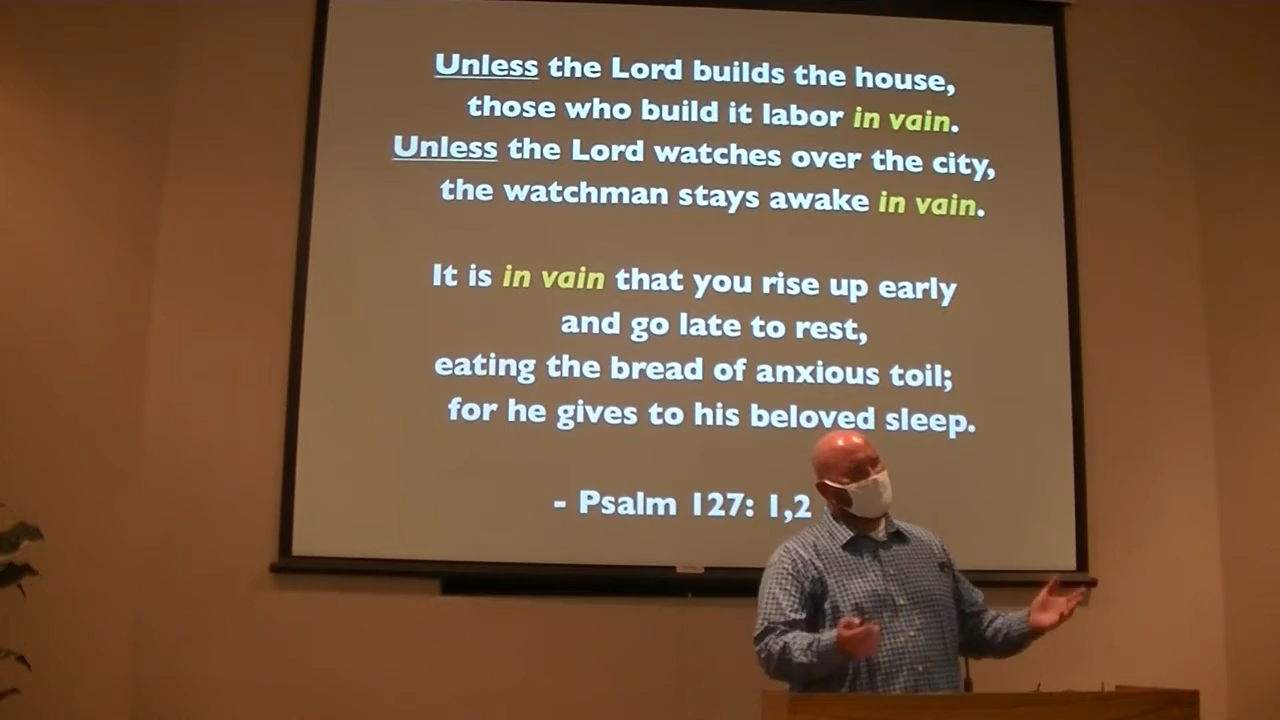 Unless the Lord builds the house,
those who build it labor in vain.
Unless the Lord watches over the city,
the watchman stays awake in vain.
It is in vain that you rise up early
and go late to rest,
eating the bread of anxious toil;
for he gives to his beloved sleep.
- Psalm 127: 1,2